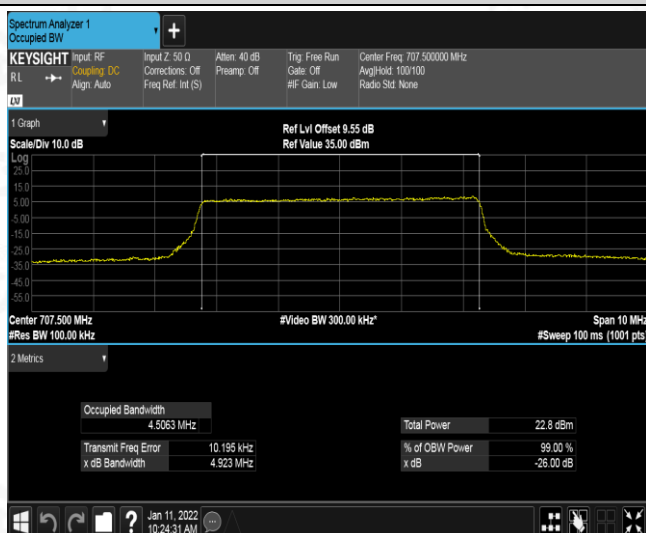 Spectrum Analyzer 1
Occupied BW
+
KEYSIGHT
RL
LXI
Input: RF
Coupling: DC
Align: Auto
Input Z: 50 Ω
Corrections: Off
Freq Ref: Int (S)
Atten: 40 dB
Preamp: Off
Trig: Free Run
Gate: Off
#IF Gain: Low
Center Freq: 707.500000 MHz
Avg|Hold: 100/100
Radio Std: None
1 Graph
Scale/Div 10.0 dB
Ref Lvl Offset 9.55 dB
Ref Value 35.00 dBm
Log
25.0
15.0
5.00
-5.00
-15.0
-25.0
-35.0
-45.0
-55.0
Center 707.500 MHz
#Res BW 100.00 kHz
#Video BW 300.00 kHz*
Span 10 MHz
#Sweep 100 ms (1001 pts)
2 Metrics
Occupied Bandwidth
4.5063 MHz
Transmit Freq Error 10.195 kHz
x dB Bandwidth 4.923 MHz
Total Power 22.8 dBm
% of OBW Power 99.00 %
x dB -26.00 dB
?
Jan 11, 2022
10:24:31 AM